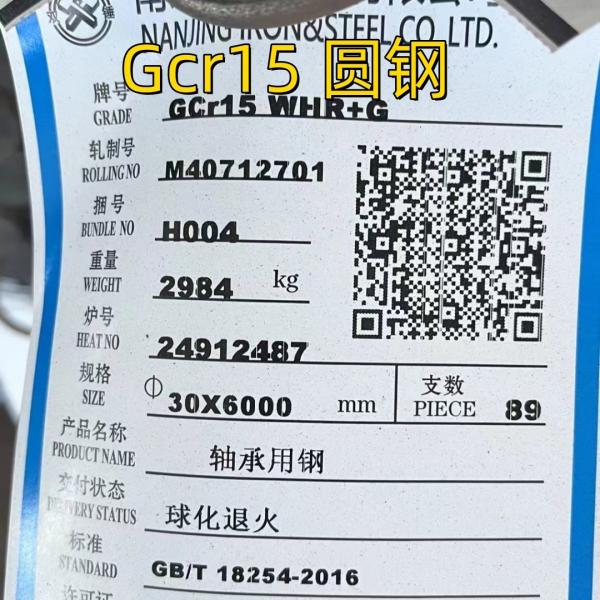 NANJING IRON&STEEL CO.,LTD.
Gcr15 圆钢
牌号
GRADE
GCr15 WHR+G
轧制号
ROLLING NO
M40712701
捆号
BUNDLE NO
H004
重量
WEIGHT
2984 kg
炉号
HEAT NO
24912487
规格
SIZE
Φ 30X6000 mm
支数
PIECE 89
产品名称
PRODUCT NAME
轴承用钢
交付状态
DELIVERY STATUS
球化退火
标准
STANDARD
GB/T 18254-2016
许可证